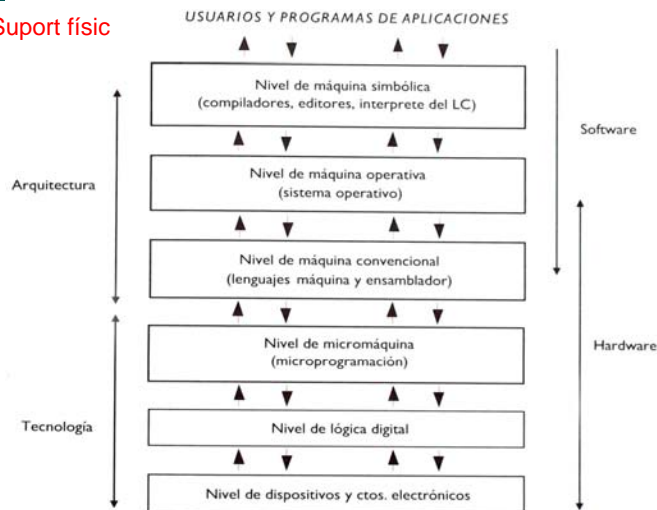 Suport físic
USUARIOS Y PROGRAMAS DE APLICACIONES
Nivel de máquina simbólica
(compiladores, editores, interprete del LC)
Software
Arquitectura
Nivel de máquina operativa
(sistema operativo)
Nivel de máquina convencional
(lenguajes máquina y ensamblador)
Nivel de micromáquina
(microprogramación)
Hardware
Tecnología
Nivel de lógica digital
Nivel de dispositivos y ctos. electrónicos